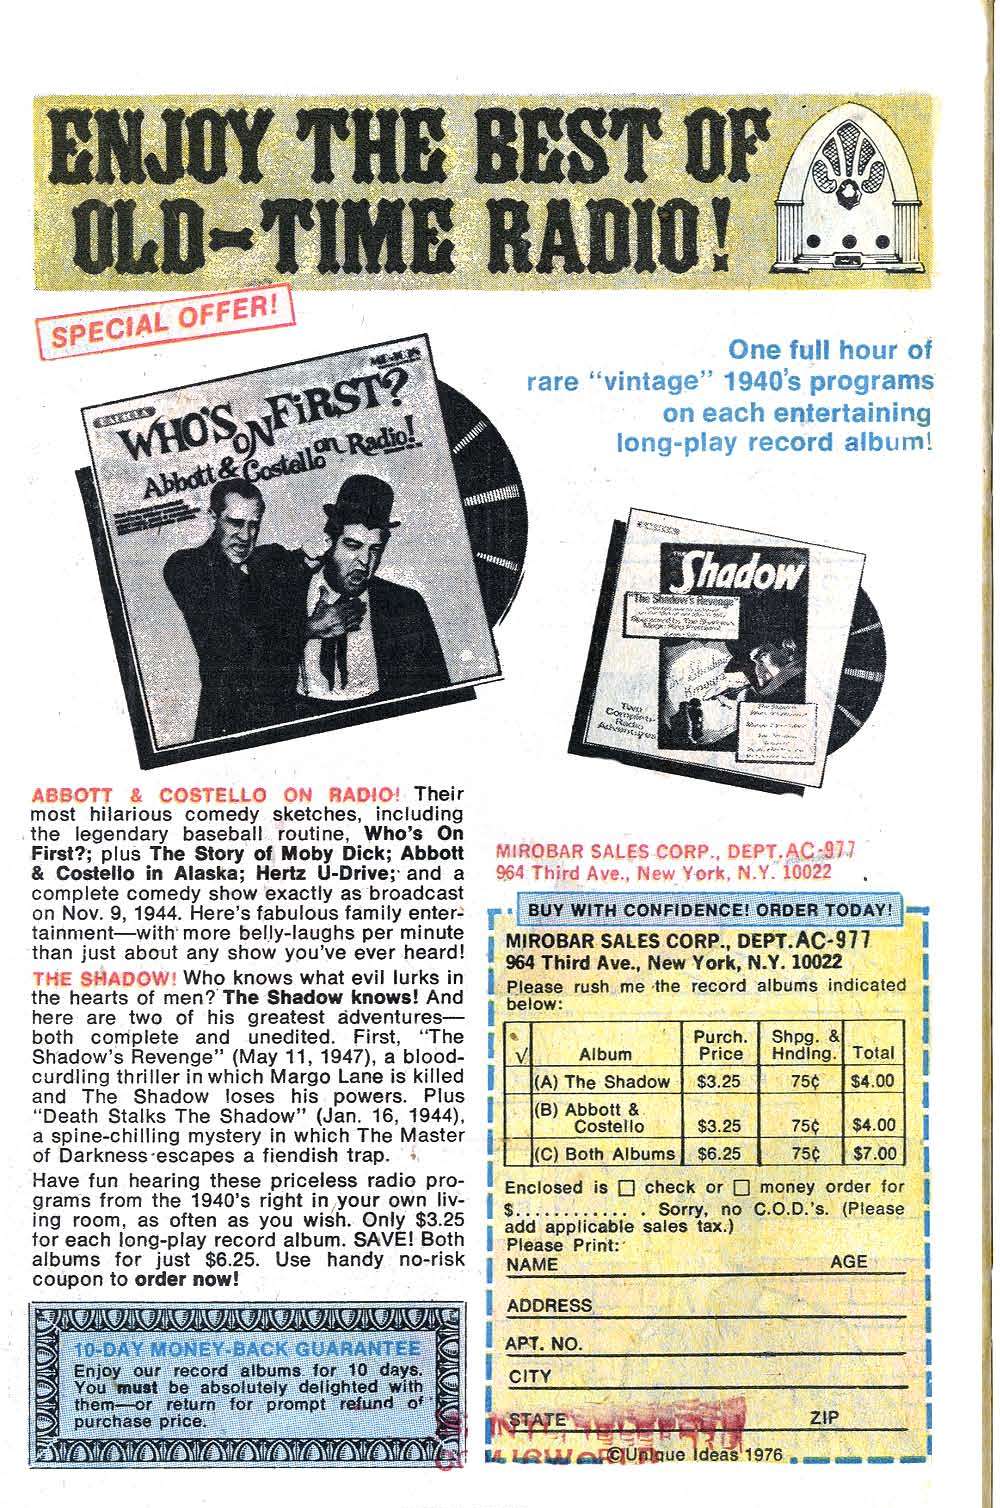 ENJOY THE BEST OF
OLD-TIME RADIO!
SPECIAL OFFER!
One full hour of
rare "vintage" 1940's programs
on each entertaining
long-play record album!
WHO'S ON FiRST?
Abbott & Costello on Radio!
The Shadow
"The Shadow's Revenge"
Two
Complete
Radio
Adventures
ABBOTT & COSTELLO ON RADIO! Their
most hilarious comedy sketches, including
the legendary baseball routine, Who's On
First?; plus The Story of Moby Dick; Abbott
& Costello in Alaska; Hertz U-Drive; and a
complete comedy show exactly as broadcast
on Nov. 9, 1944. Here's fabulous family enter-
tainment—with more belly-laughs per minute
than just about any show you've ever heard!
THE SHADOW! Who knows what evil lurks in
the hearts of men? The Shadow knows! And
here are two of his greatest adventures—
both complete and unedited. First, "The
Shadow's Revenge" (May 11, 1947), a blood-
curdling thriller in which Margo Lane is killed
and The Shadow loses his powers. Plus
"Death Stalks The Shadow" (Jan. 16, 1944),
a spine-chilling mystery in which The Master
of Darkness escapes a fiendish trap.
Have fun hearing these priceless radio pro-
grams from the 1940's right in your own liv-
ing room, as often as you wish. Only $3.25
for each long-play record album. SAVE! Both
albums for just $6.25. Use handy no-risk
coupon to order now!
10-DAY MONEY-BACK GUARANTEE
Enjoy our record albums for 10 days.
You must be absolutely delighted with
them—or return for prompt refund of
purchase price.
MIROBAR SALES CORP., DEPT. AC-977
964 Third Ave., New York, N.Y. 10022
BUY WITH CONFIDENCE! ORDER TODAY!
MIROBAR SALES CORP., DEPT. AC-977
964 Third Ave., New York, N.Y. 10022
Please rush me the record albums indicated
below:
√ Album Purch. Price Shpg. & Hndlng. Total
(A) The Shadow $3.25 75¢ $4.00
(B) Abbott & Costello $3.25 75¢ $4.00
(C) Both Albums $6.25 75¢ $7.00
Enclosed is □ check or □ money order for
$............ . Sorry, no C.O.D.'s. (Please
add applicable sales tax.)
Please Print:
NAME AGE
ADDRESS
APT. NO.
CITY
STATE ZIP
©Unique Ideas 1976